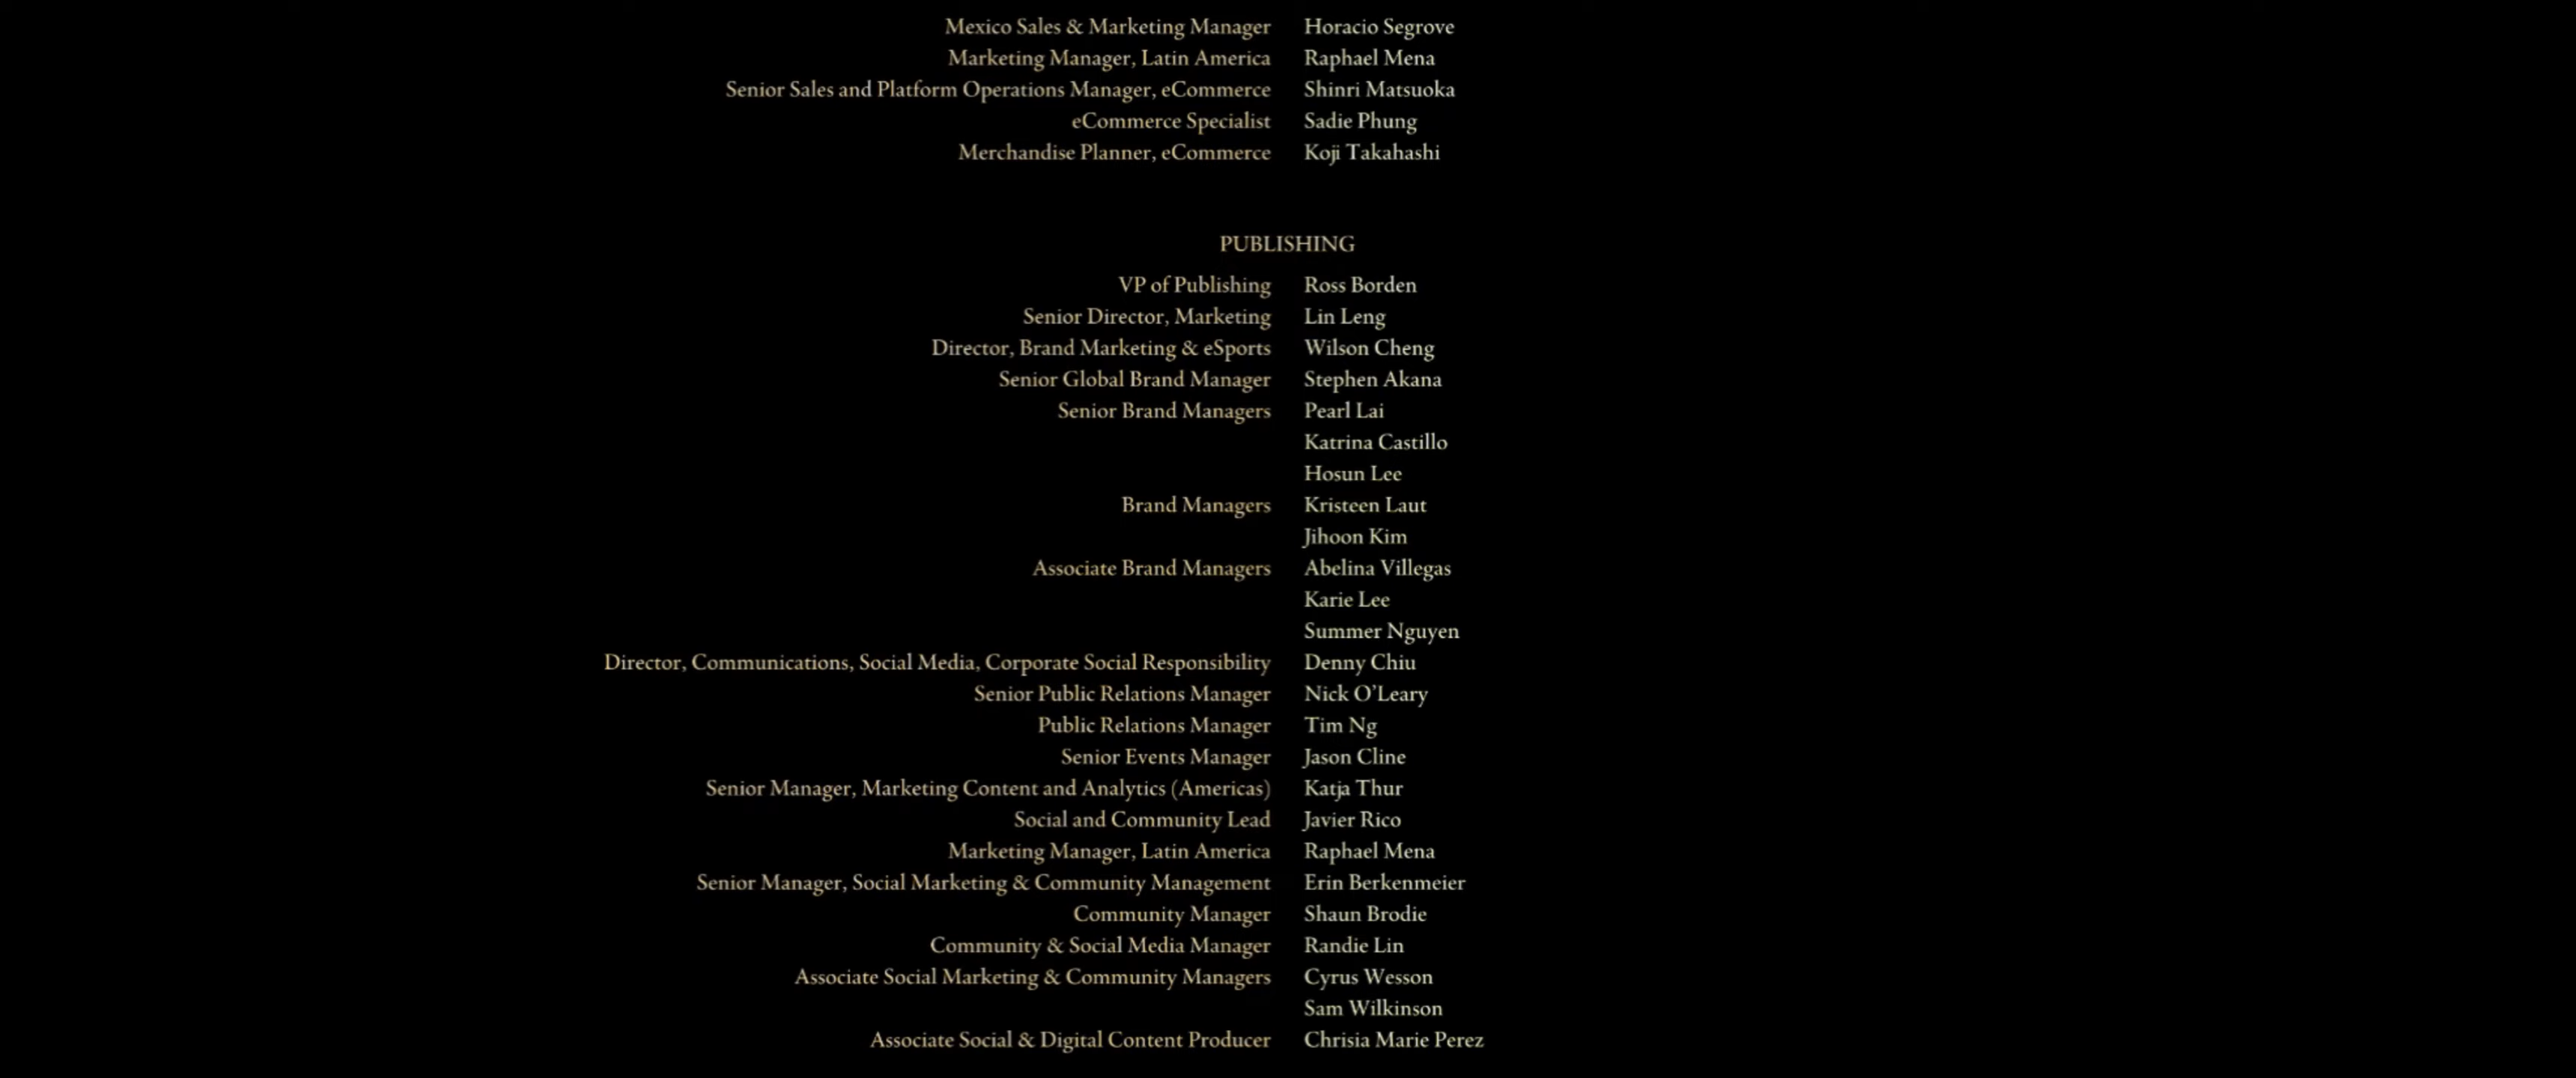 Mexico Sales & Marketing Manager Horacio Segrove
Marketing Manager, Latin America Raphael Mena
Senior Sales and Platform Operations Manager, eCommerce Shinri Matsuoka
eCommerce Specialist Sadie Phung
Merchandise Planner, eCommerce Koji Takahashi
PUBLISHING
VP of Publishing Ross Borden
Senior Director, Marketing Lin Leng
Director, Brand Marketing & eSports Wilson Cheng
Senior Global Brand Manager Stephen Akana
Senior Brand Managers Pearl Lai
Katrina Castillo
Hosun Lee
Brand Managers Kristeen Laut
Jihoon Kim
Associate Brand Managers Abelina Villegas
Karie Lee
Summer Nguyen
Director, Communications, Social Media, Corporate Social Responsibility Denny Chiu
Senior Public Relations Manager Nick O’Leary
Public Relations Manager Tim Ng
Senior Events Manager Jason Cline
Senior Manager, Marketing Content and Analytics (Americas) Katja Thur
Social and Community Lead Javier Rico
Marketing Manager, Latin America Raphael Mena
Senior Manager, Social Marketing & Community Management Erin Berkenmeier
Community Manager Shaun Brodie
Community & Social Media Manager Randie Lin
Associate Social Marketing & Community Managers Cyrus Wesson
Sam Wilkinson
Associate Social & Digital Content Producer Chrisia Marie Perez